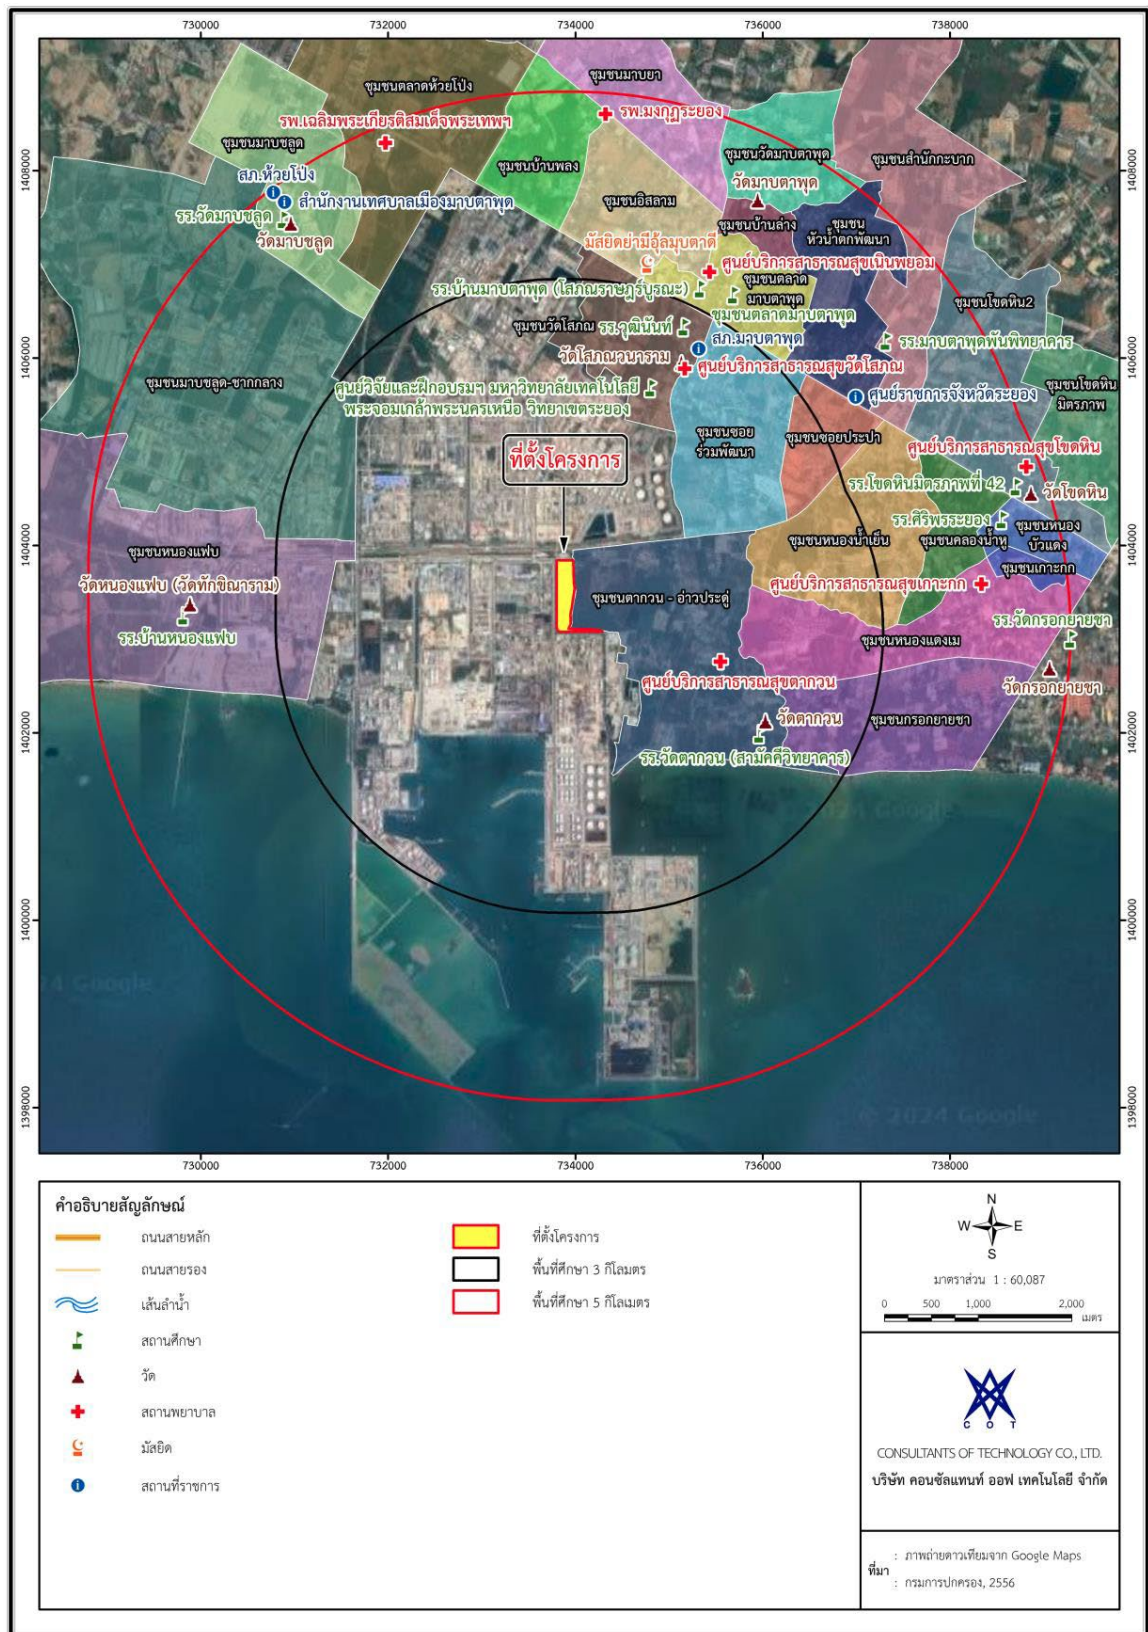 730000
732000
734000
736000
738000
1408000
1408000
1406000
1406000
1404000
1404000
1402000
1402000
1400000
1400000
1398000
1398000
ชุมชนมาบยา
ชุมชนตลาดห้วยโป่ง
รพ.เฉลิมพระเกียรติสมเด็จพระเทพฯ
รพ.มงกุฎระยอง
ชุมชนมาบชลูด
ชุมชนบ้านพลง
ชุมชนวัดมาบตาพุด
ชุมชนสำนักกะบาก
สภ.ห้วยโป่ง
สำนักงานเทศบาลเมืองมาบตาพุด
วัดมาบตาพุด
ชุมชนอิสลาม
รร.วัดมาบชลูด
วัดมาบชลูด
ชุมชนบ้านล่าง
ชุมชน
หัวน้ำตกพัฒนา
มัสยิดย่ามีอุ้ลมุบตาดี
ศูนย์บริการสาธารณสุขเนินพยอม
รร.บ้านมาบตาพุด (โสภณราษฎร์บูรณะ)
ชุมชนตลาด
มาบตาพุด
ชุมชนตลาดมาบตาพุด
ชุมชนโขดหิน2
ชุมชนวัดโสภณ
รร.วุฒินันท์
สภ.มาบตาพุด
รร.มาบตาพุดพันพิทยาคาร
วัดโสภณวนาราม
ศูนย์บริการสาธารณสุขวัดโสภณ
ชุมชนมาบชลูด-ชากกลาง
ศูนย์วิจัยและฝึกอบรมฯ มหาวิทยาลัยเทคโนโลยี
พระจอมเกล้าพระนครเหนือ วิทยาเขตระยอง
ศูนย์ราชการจังหวัดระยอง
ชุมชนโขดหิน
มิตรภาพ
ชุมชนซอย
ร่วมพัฒนา
ชุมชนซอยประปา
ที่ตั้งโครงการ
ศูนย์บริการสาธารณสุขโขดหิน
รร.โขดหินมิตรภาพที่ 42
วัดโขดหิน
รร.ศิริพรระยอง
ชุมชนหนอง
บัวแดง
ชุมชนหนองน้ำเย็น
ชุมชนคลองน้ำหู
ชุมชนเกาะกก
ชุมชนหนองแฟบ
วัดหนองแฟบ (วัดทักขิณาราม)
ศูนย์บริการสาธารณสุขเกาะกก
ชุมชนตากวน - อ่าวประดู่
รร.บ้านหนองแฟบ
รร.วัดกรอกยายชา
ชุมชนหนองแตงเม
ศูนย์บริการสาธารณสุขตากวน
วัดกรอกยายชา
วัดตากวน
ชุมชนกรอกยายชา
รร.วัดตากวน (สามัคคีวิทยาคาร)
2024 Google
24 Google
© 2024 Google
730000
732000
734000
736000
738000
คำอธิบายสัญลักษณ์
ถนนสายหลัก
ถนนสายรอง
เส้นลำน้ำ
สถานศึกษา
วัด
สถานพยาบาล
มัสยิด
สถานที่ราชการ
ที่ตั้งโครงการ
พื้นที่ศึกษา 3 กิโลเมตร
พื้นที่ศึกษา 5 กิโลเมตร
N
W E
S
มาตราส่วน 1 : 60,087
0 500 1,000 2,000
เมตร
C O T
CONSULTANTS OF TECHNOLOGY CO., LTD.
บริษัท คอนซัลแทนท์ ออฟ เทคโนโลยี จำกัด
ที่มา : ภาพถ่ายดาวเทียมจาก Google Maps
: กรมการปกครอง, 2556